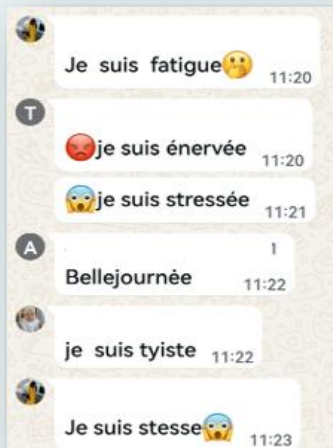 Je suis fatigue🤫 11:20
T
😡je suis énervée 11:20
😱je suis stressée 11:21
A
1
Bellejournée 11:22
je suis tyiste 11:22
Je suis stesse😱 11:23